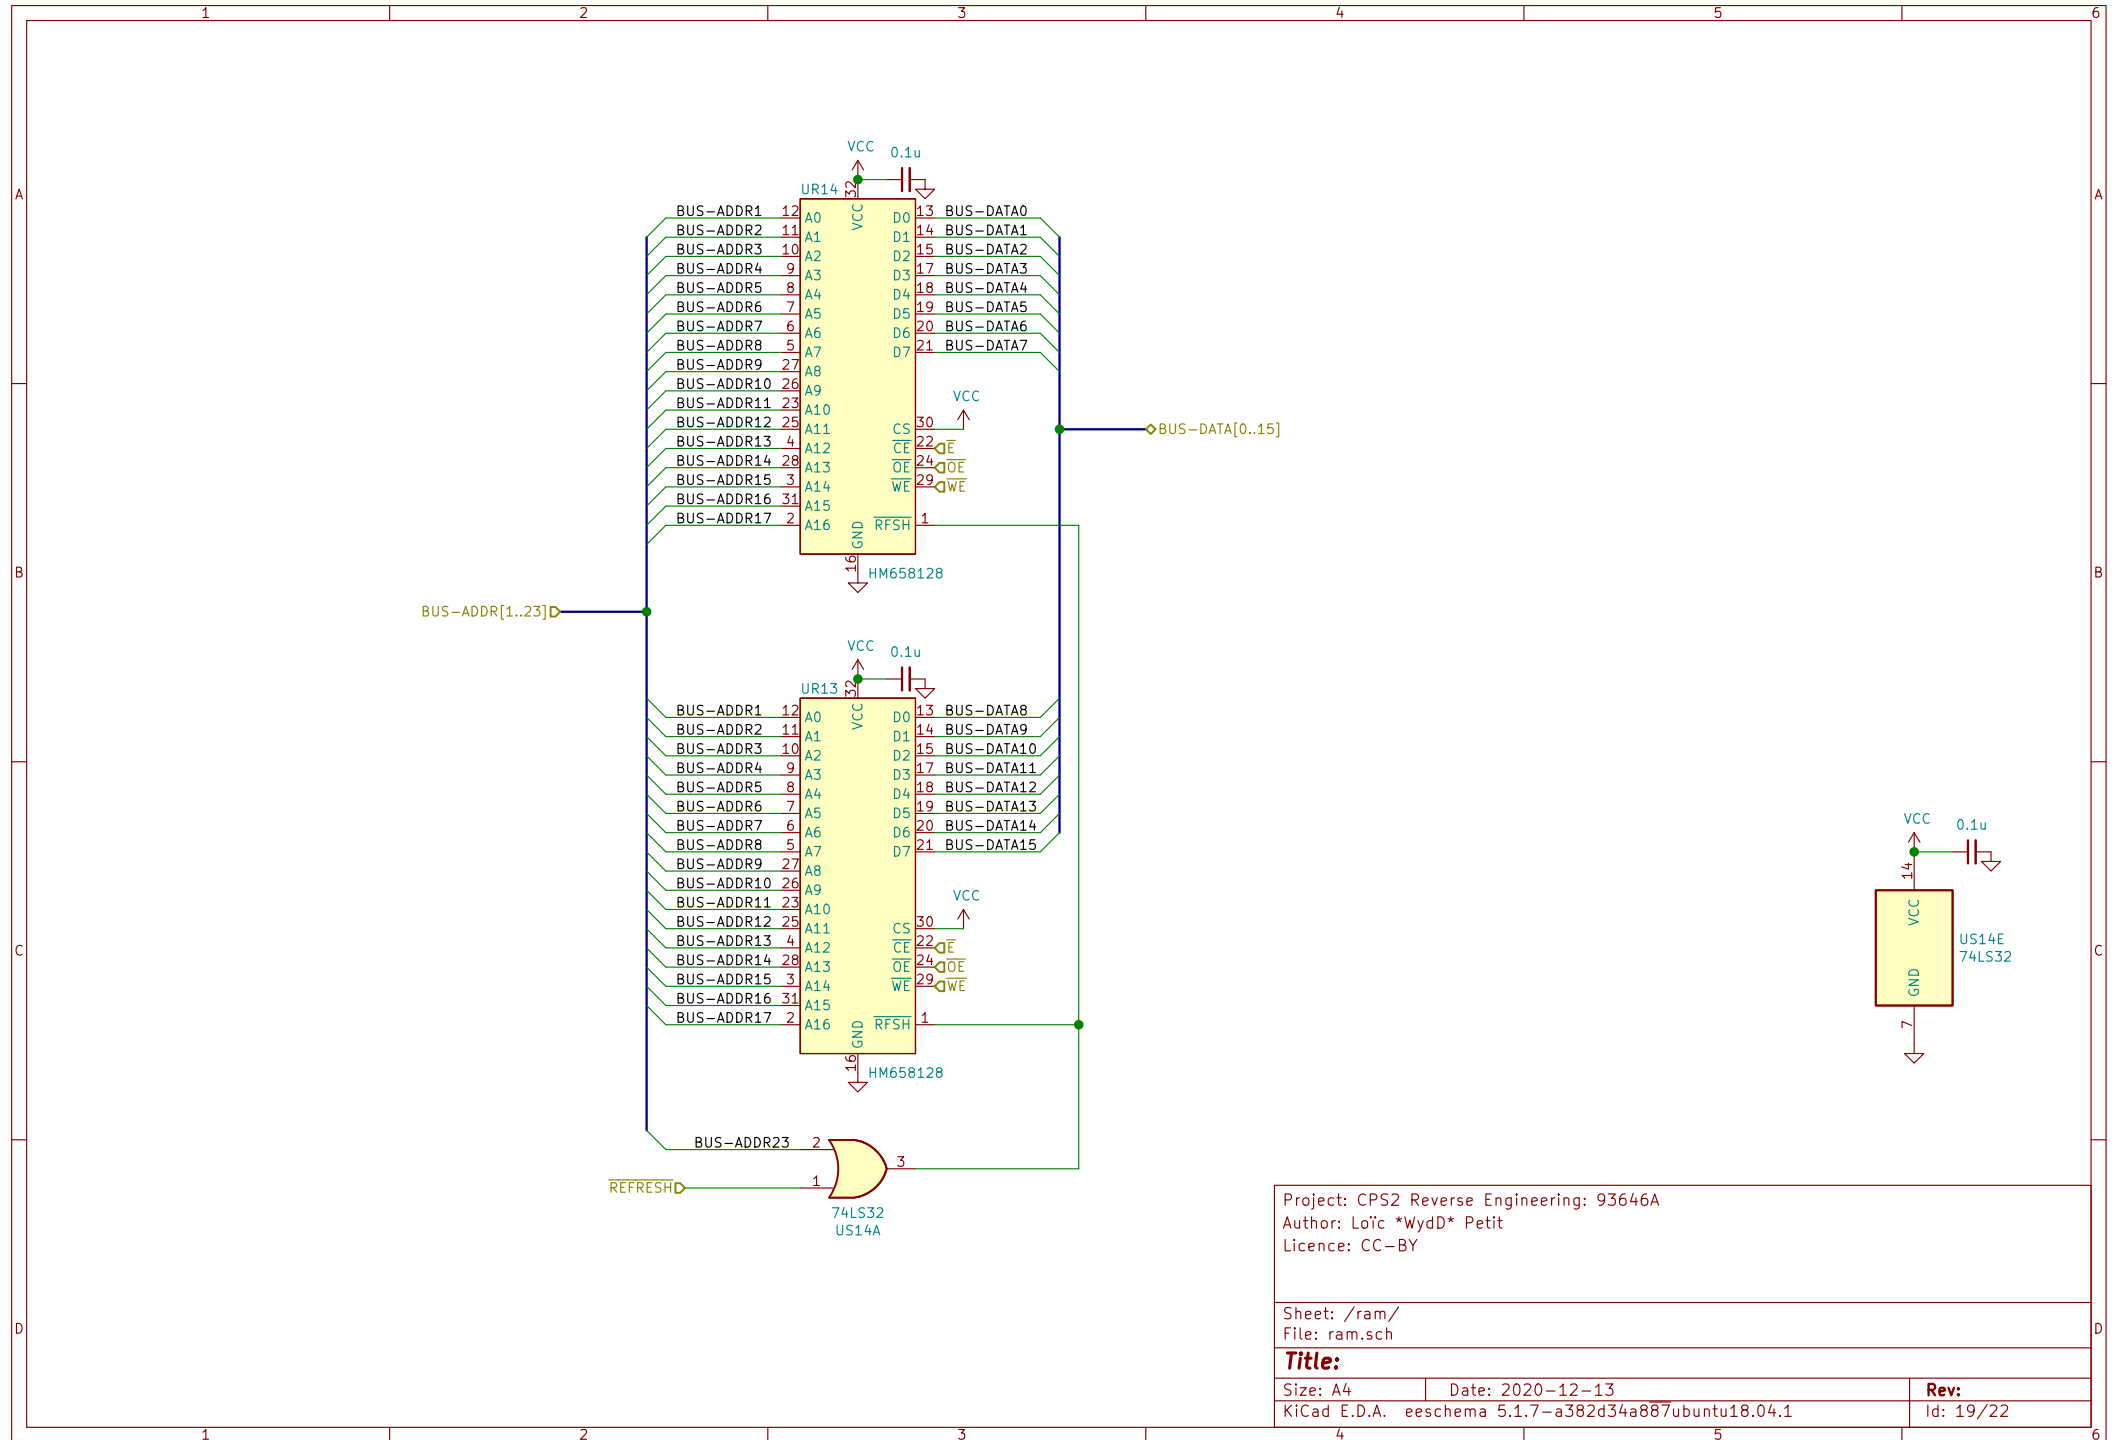 1 2 3 4 5 6
A A
B B
C C
D D
VCC 0.1u
UR14 32
BUS-ADDR1 12 A0 VCC D0 13 BUS-DATA0
BUS-ADDR2 11 A1 D1 14 BUS-DATA1
BUS-ADDR3 10 A2 D2 15 BUS-DATA2
BUS-ADDR4 9 A3 D3 17 BUS-DATA3
BUS-ADDR5 8 A4 D4 18 BUS-DATA4
BUS-ADDR6 7 A5 D5 19 BUS-DATA5
BUS-ADDR7 6 A6 D6 20 BUS-DATA6
BUS-ADDR8 5 A7 D7 21 BUS-DATA7
BUS-ADDR9 27 A8
BUS-ADDR10 26 A9 VCC
BUS-ADDR11 23 A10
BUS-ADDR12 25 A11 CS 30 BUS-DATA[0..15]
BUS-ADDR13 4 A12 CE 22 E
BUS-ADDR14 28 A13 OE 24 OE
BUS-ADDR15 3 A14 WE 29 WE
BUS-ADDR16 31 A15
BUS-ADDR17 2 A16 GND RFSH 1
16 HM658128
BUS-ADDR[1..23]
VCC 0.1u
UR13 32
BUS-ADDR1 12 A0 VCC D0 13 BUS-DATA8
BUS-ADDR2 11 A1 D1 14 BUS-DATA9
BUS-ADDR3 10 A2 D2 15 BUS-DATA10
BUS-ADDR4 9 A3 D3 17 BUS-DATA11
BUS-ADDR5 8 A4 D4 18 BUS-DATA12
BUS-ADDR6 7 A5 D5 19 BUS-DATA13
BUS-ADDR7 6 A6 D6 20 BUS-DATA14
BUS-ADDR8 5 A7 D7 21 BUS-DATA15
BUS-ADDR9 27 A8
BUS-ADDR10 26 A9 VCC
BUS-ADDR11 23 A10
BUS-ADDR12 25 A11 CS 30
BUS-ADDR13 4 A12 CE 22 E
BUS-ADDR14 28 A13 OE 24 OE
BUS-ADDR15 3 A14 WE 29 WE
BUS-ADDR16 31 A15
BUS-ADDR17 2 A16 GND RFSH 1
16 HM658128
BUS-ADDR23 2
3
REFRESH 1
74LS32
US14A
VCC 0.1u
14
VCC
US14E
74LS32
GND
7
Project: CPS2 Reverse Engineering: 93646A
Author: Loïc *WydD* Petit
Licence: CC-BY
Sheet: /ram/
File: ram.sch
Title:
Size: A4 Date: 2020-12-13 Rev:
KiCad E.D.A. eeschema 5.1.7-a382d34a887ubuntu18.04.1 Id: 19/22
1 2 3 4 5 6